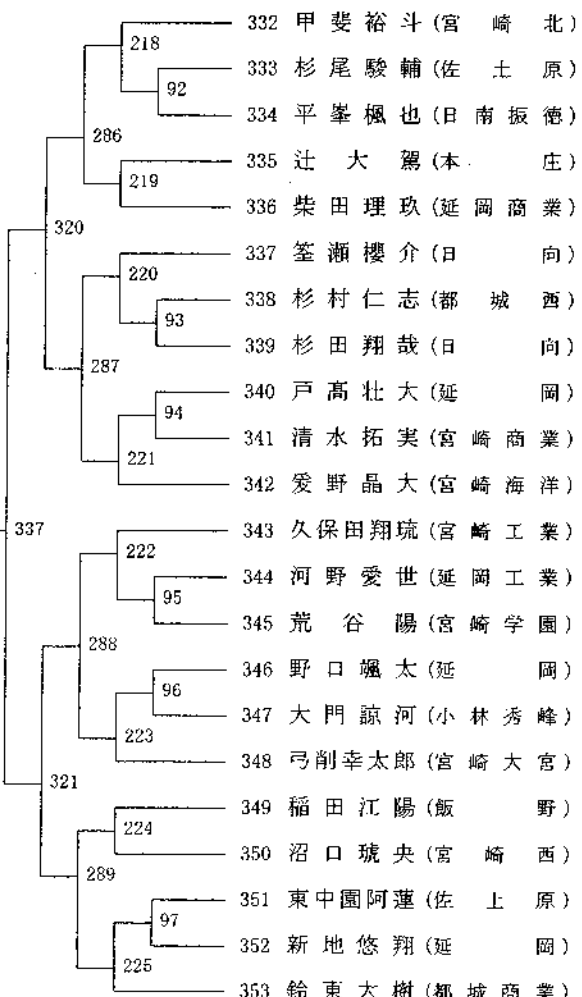 332 甲斐裕斗 (宮崎北)
218
333 杉尾駿輔 (佐土原)
92
334 平峯楓也 (日南振徳)
286
335 辻大駕 (本庄)
219
336 柴田理玖 (延岡商業)
320
337 筌瀬櫻介 (日向)
220
338 杉村仁志 (都城西)
93
339 杉田翔哉 (日向)
287
340 戸髙壮大 (延岡)
94
341 清水拓実 (宮崎商業)
221
342 爱野晶大 (宮崎海洋)
337
343 久保田翔琉 (宮崎工業)
222
344 河野愛世 (延岡工業)
95
345 荒谷陽 (宮崎学園)
288
346 野口颯太 (延岡)
96
347 大門諒河 (小林秀峰)
223
348 弓削幸太郎 (宮崎大宮)
321
349 稲田江陽 (飯野)
224
350 沼口琥央 (宮崎西)
289
351 東中園阿蓮 (佐土原)
97
352 新地悠翔 (延岡)
225
353 鈴東大樹 (都城商業)